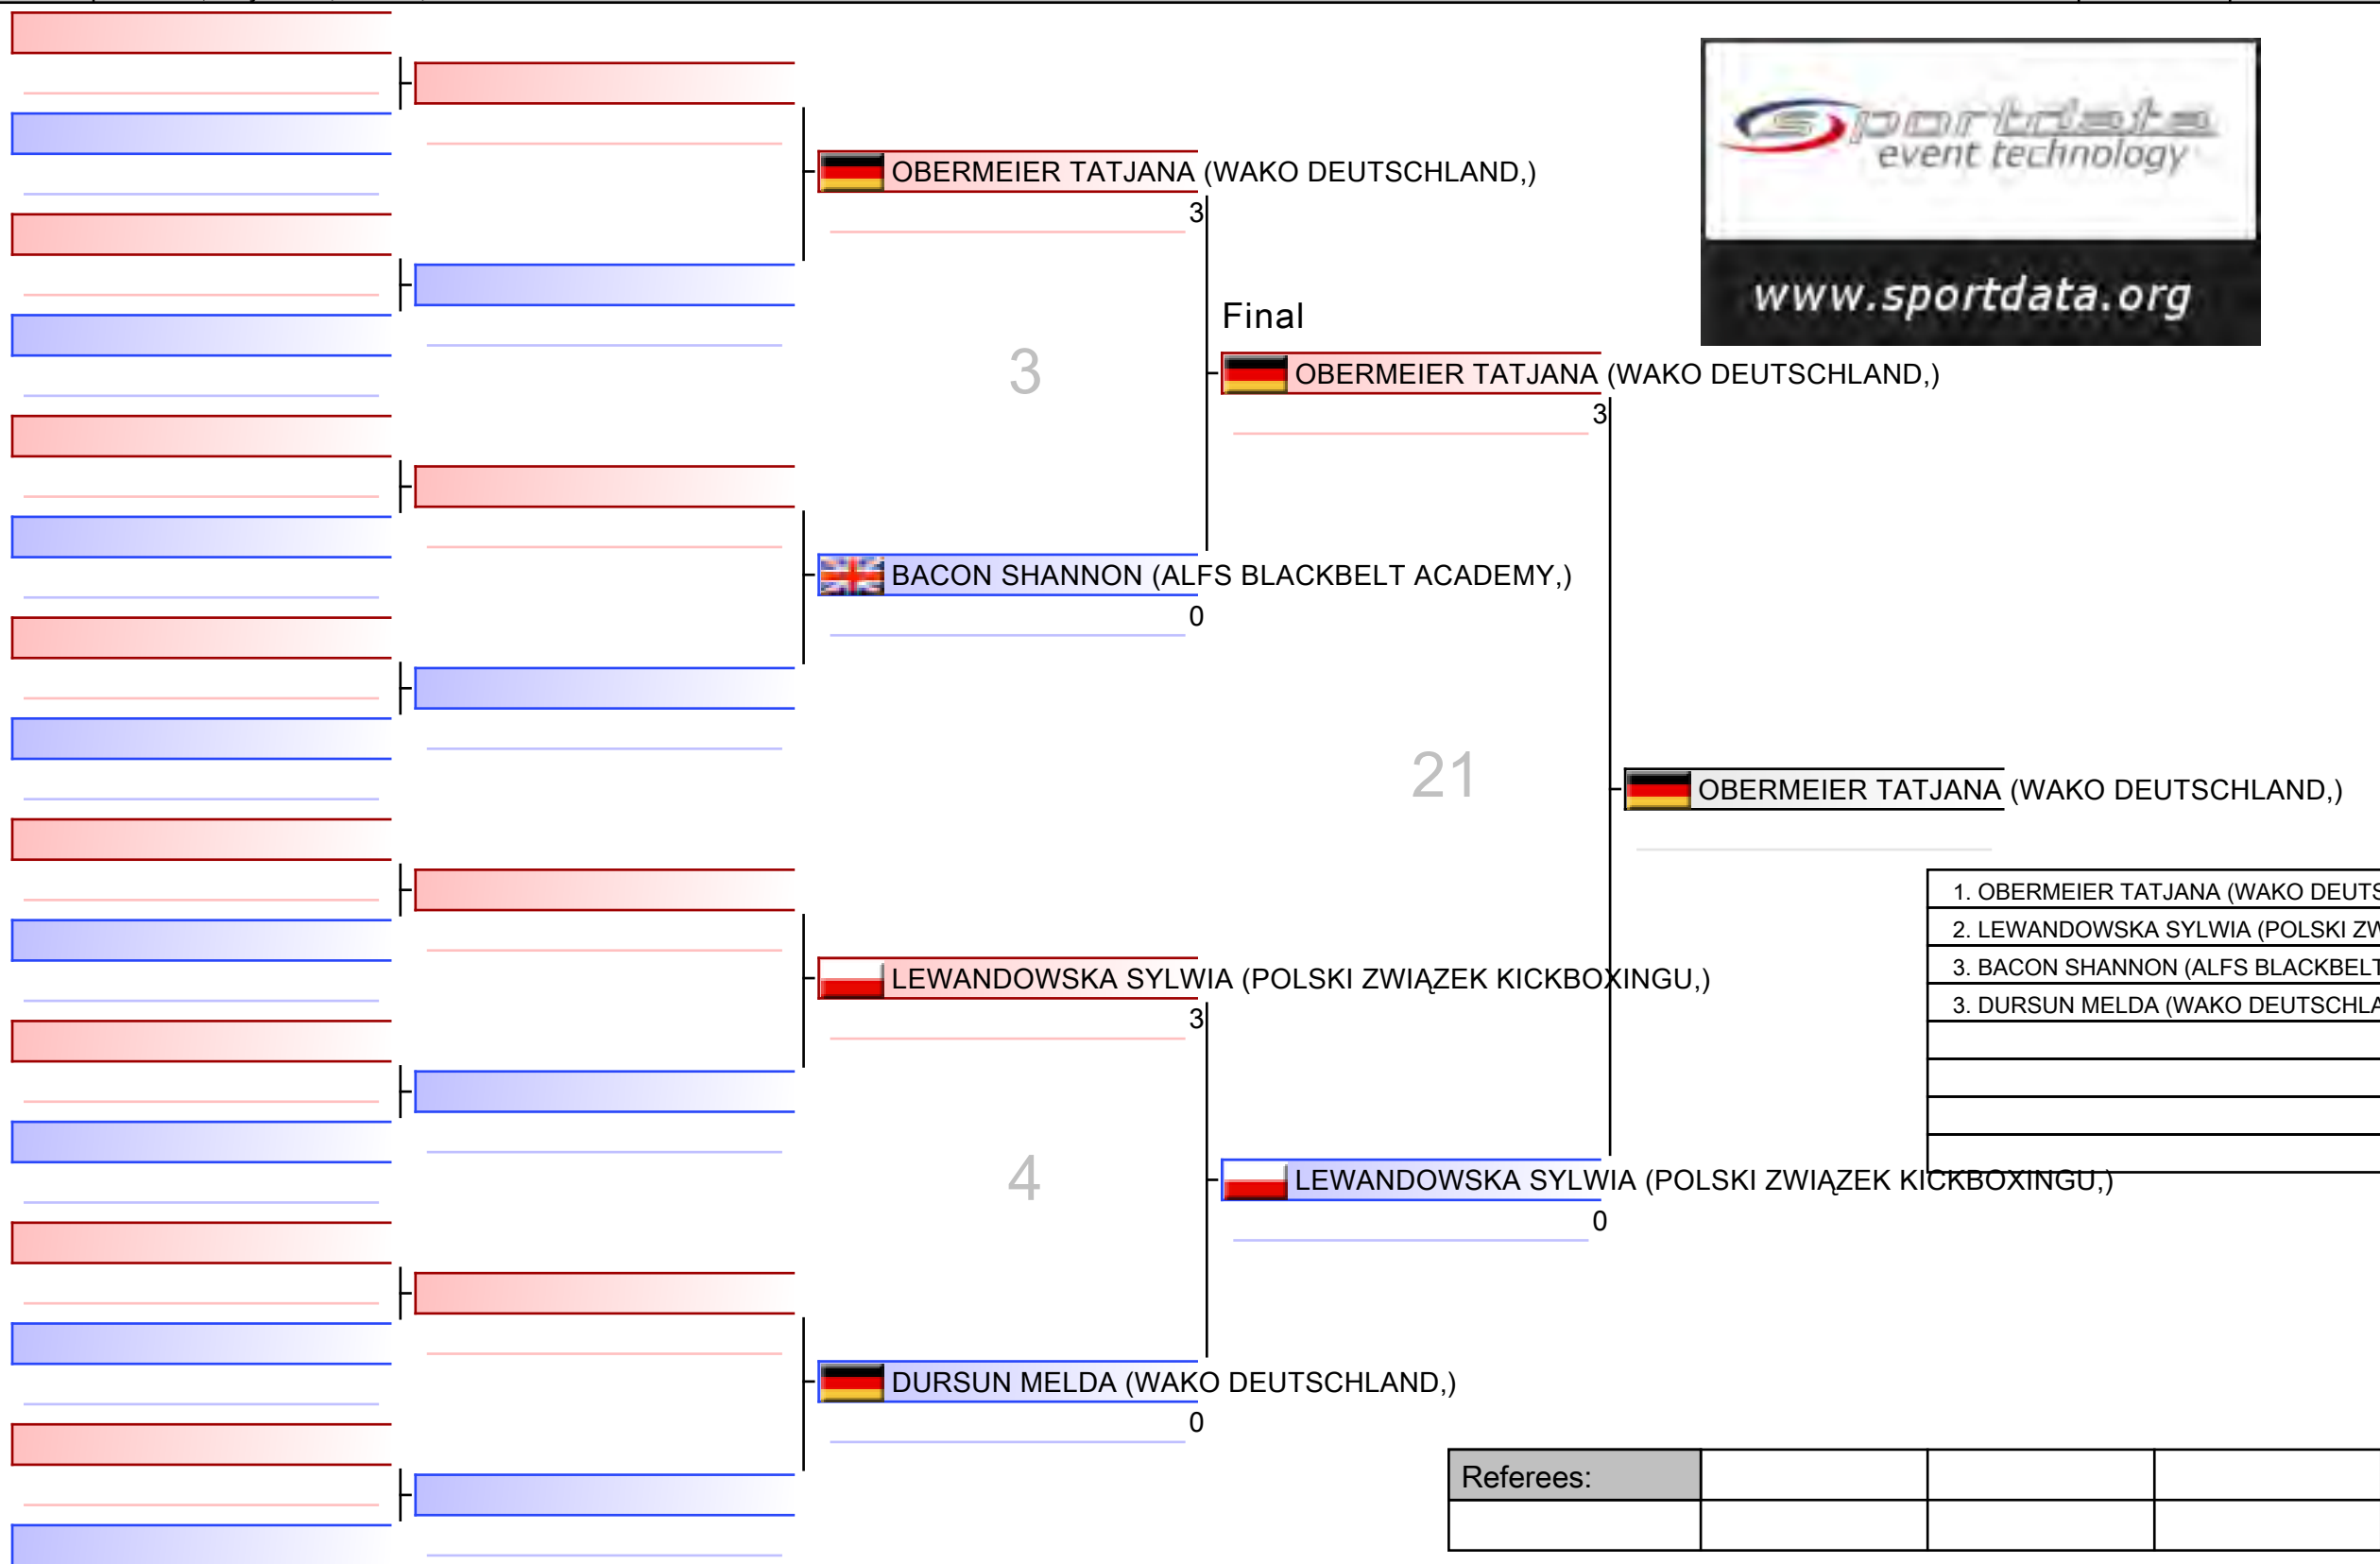 sportdata
event technology
www.sportdata.org
OBERMEIER TATJANA (WAKO DEUTSCHLAND,)
3
Final
3
OBERMEIER TATJANA (WAKO DEUTSCHLAND,)
3
BACON SHANNON (ALFS BLACKBELT ACADEMY,)
0
21
OBERMEIER TATJANA (WAKO DEUTSCHLAND,)
1. OBERMEIER TATJANA (WAKO DEUTS
2. LEWANDOWSKA SYLWIA (POLSKI ZW
3. BACON SHANNON (ALFS BLACKBELT
3. DURSUN MELDA (WAKO DEUTSCHLA
LEWANDOWSKA SYLWIA (POLSKI ZWIĄZEK KICKBOXINGU,)
3
4
LEWANDOWSKA SYLWIA (POLSKI ZWIĄZEK KICKBOXINGU,)
0
DURSUN MELDA (WAKO DEUTSCHLAND,)
0
Referees: